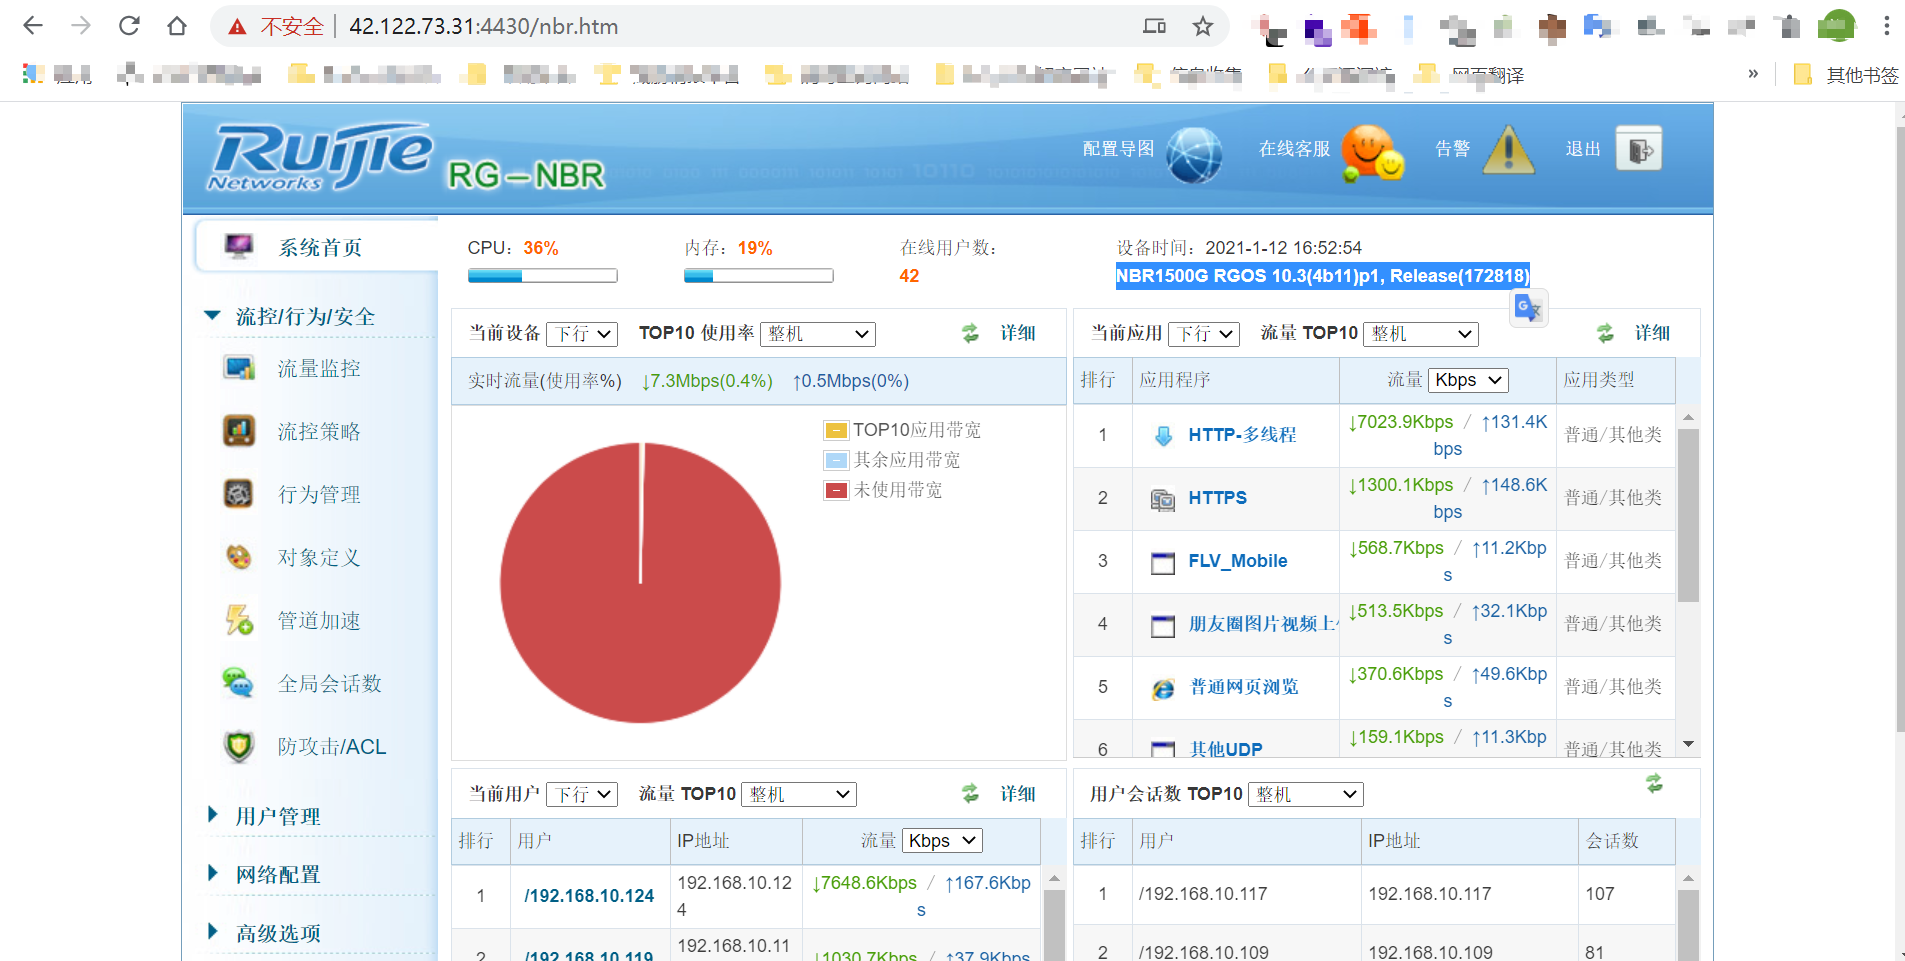 不安全 | 42.122.73.31:4430/nbr.htm
网页翻译 » 其他书签
Ruijie Networks RG-NBR
配置导图 在线客服 告警 退出
系统首页
流控/行为/安全
流量监控
流控策略
行为管理
对象定义
管道加速
全局会话数
防攻击/ACL
用户管理
网络配置
高级选项
CPU: 36% 内存: 19% 在线用户数: 设备时间: 2021-1-12 16:52:54
42 NBR1500G RGOS 10.3(4b11)p1, Release(172818)
当前设备 下行 TOP10 使用率 整机 详细
实时流量(使用率%) ↓7.3Mbps(0.4%) ↑0.5Mbps(0%)
TOP10应用带宽
其余应用带宽
未使用带宽
当前应用 下行 流量 TOP10 整机 详细
排行 应用程序 流量 Kbps 应用类型
1 HTTP-多线程 ↓7023.9Kbps / ↑131.4K
bps 普通/其他类
2 HTTPS ↓1300.1Kbps / ↑148.6K
bps 普通/其他类
3 FLV_Mobile ↓568.7Kbps / ↑11.2Kbp
s 普通/其他类
4 朋友圈图片视频上 ↓513.5Kbps / ↑32.1Kbp
s 普通/其他类
5 普通网页浏览 ↓370.6Kbps / ↑49.6Kbp
s 普通/其他类
6 其他UDP ↓159.1Kbps / ↑11.3Kbp
普通/其他类
当前用户 下行 流量 TOP10 整机 详细
排行 用户 IP地址 流量 Kbps
1 /192.168.10.124 192.168.10.12
4 ↓7648.6Kbps / ↑167.6Kbp
s
2 /192.168.10.119 192.168.10.11
↓1030.7Kbps / ↑37.9Kbps
用户会话数 TOP10 整机
排行 用户 IP地址 会话数
1 /192.168.10.117 192.168.10.117 107
2 /192.168.10.109 192.168.10.109 81